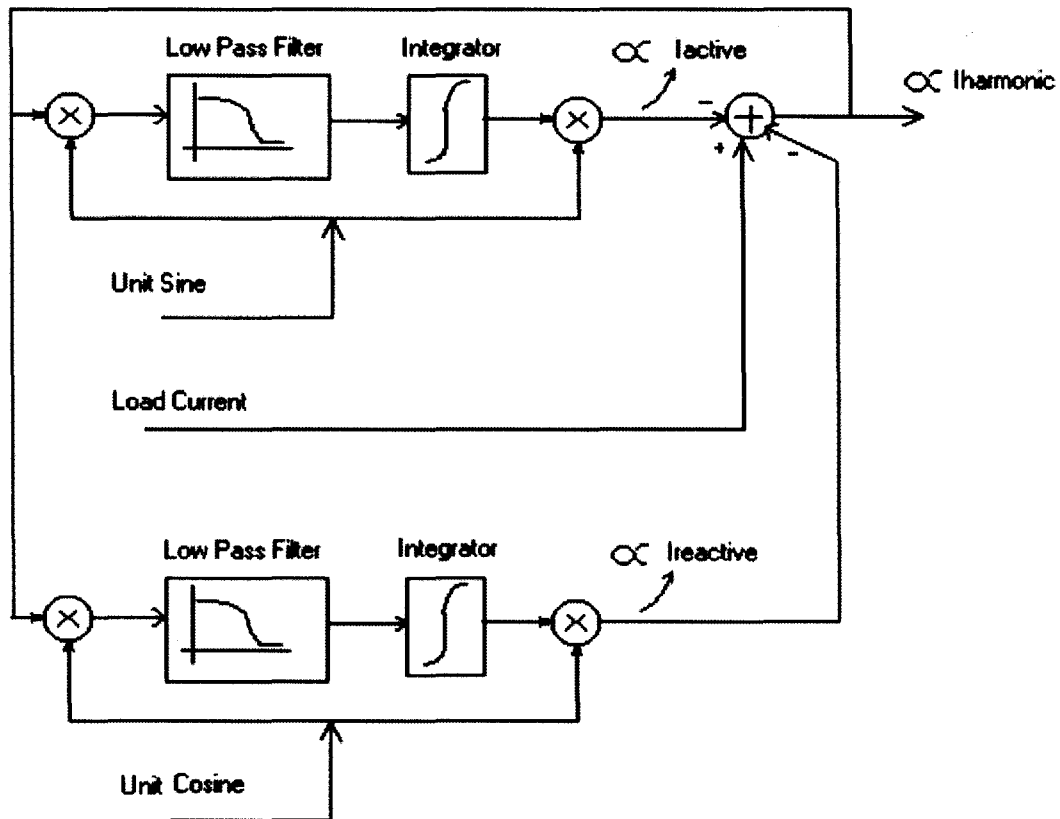 Low Pass Filter
Integrator
∝ Iactive
∝ Iharmonic
Unit Sine
Load Current
Low Pass Filter
Integrator
∝ Ireactive
Unit Cosine